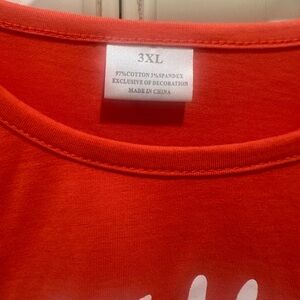 3XL
97%COTTON 3%SPANDEX
EXCLUSIVE OF DECORATION
MADE IN CHINA